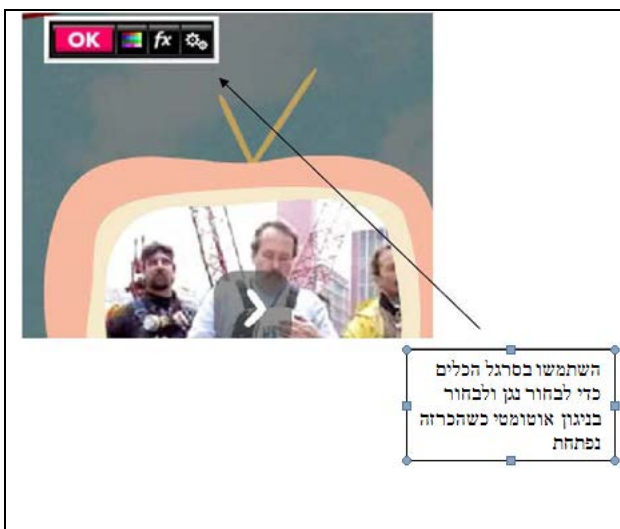 OK fx
השתמשו בסרגל הכלים
כדי לבחור נגן ולבחור
בניגון אוטומטי כשהכרזה
נפתחת